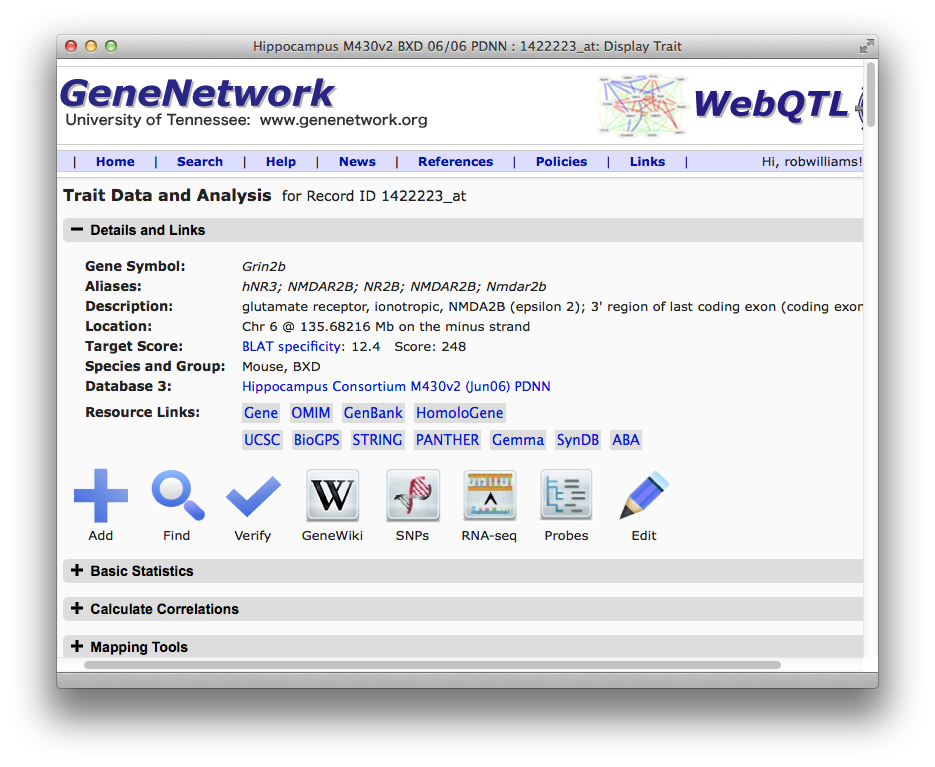 Hippocampus M430v2 BXD 06/06 PDNN : 1422223_at: Display Trait
GeneNetwork
University of Tennessee: www.genenetwork.org
WebQTL
| Home | Search | Help | News | References | Policies | Links | Hi, robwilliams!
Trait Data and Analysis for Record ID 1422223_at
Details and Links
Gene Symbol: Grin2b
Aliases: hNR3; NMDAR2B; NR2B; NMDAR2B; Nmdar2b
Description: glutamate receptor, ionotropic, NMDA2B (epsilon 2); 3' region of last coding exon (coding exon
Location: Chr 6 @ 135.68216 Mb on the minus strand
Target Score: BLAT specificity: 12.4 Score: 248
Species and Group: Mouse, BXD
Database 3: Hippocampus Consortium M430v2 (Jun06) PDNN
Resource Links: Gene OMIM GenBank HomoloGene
UCSC BioGPS STRING PANTHER Gemma SynDB ABA
W
Add Find Verify GeneWiki SNPs RNA-seq Probes Edit
Basic Statistics
Calculate Correlations
Mapping Tools